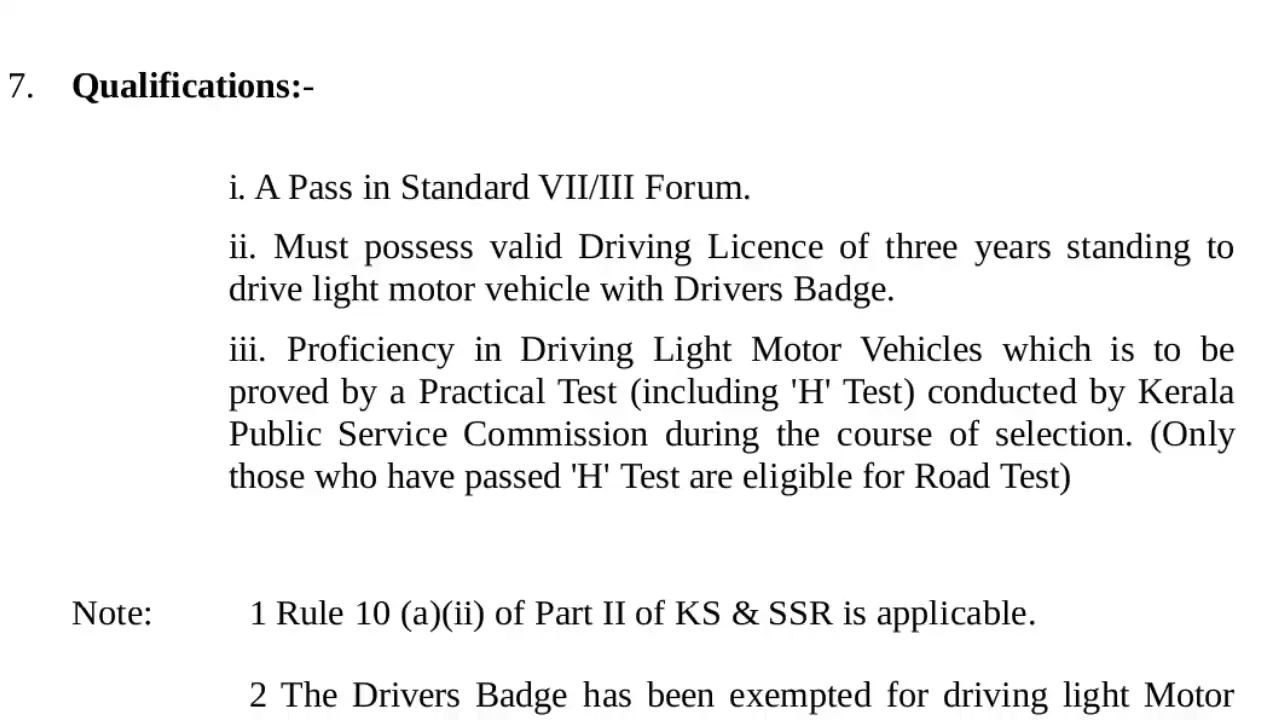 7. Qualifications:-
i. A Pass in Standard VII/III Forum.
ii. Must possess valid Driving Licence of three years standing to
drive light motor vehicle with Drivers Badge.
iii. Proficiency in Driving Light Motor Vehicles which is to be
proved by a Practical Test (including 'H' Test) conducted by Kerala
Public Service Commission during the course of selection. (Only
those who have passed 'H' Test are eligible for Road Test)
Note: 1 Rule 10 (a)(ii) of Part II of KS & SSR is applicable.
2 The Drivers Badge has been exempted for driving light Motor